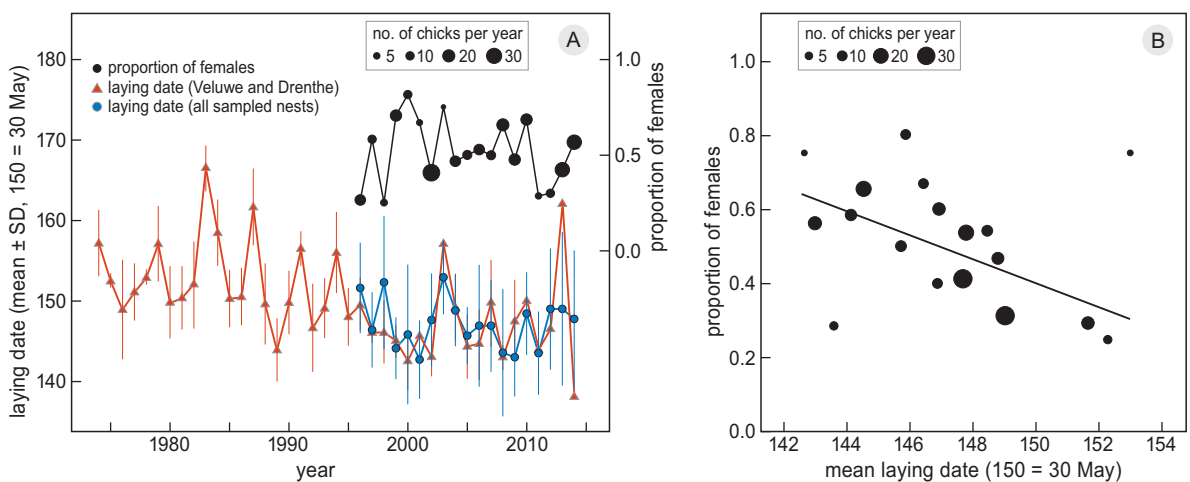 A
no. of chicks per year
5 10 20 30
proportion of females
laying date (Veluwe and Drenthe)
laying date (all sampled nests)
laying date (mean ± SD, 150 = 30 May)
180
170
160
150
140
1.0
0.5
0.0
proportion of females
1980 1990 2000 2010
year
B
no. of chicks per year
5 10 20 30
proportion of females
1.0
0.8
0.6
0.4
0.2
0.0
142 144 146 148 150 152 154
mean laying date (150 = 30 May)